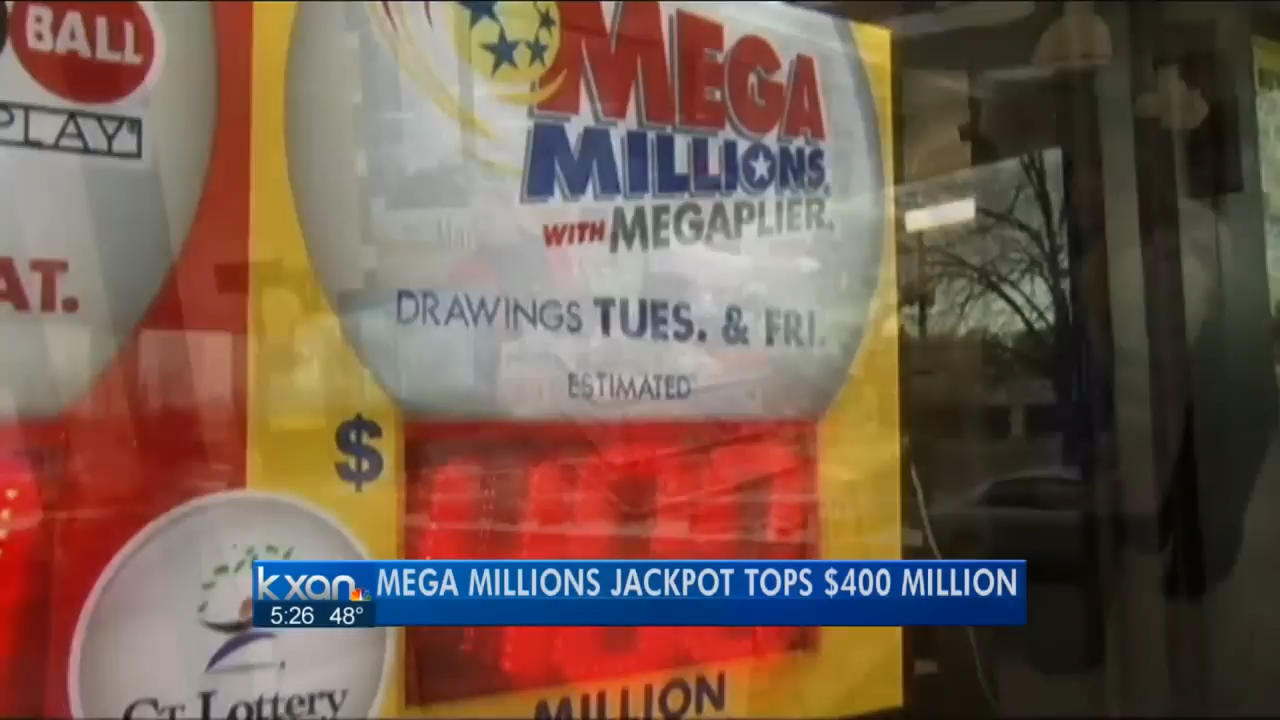 BALL
PLAY
AT.
MEGA
MILLIONS.
WITH MEGAPLIER.
DRAWINGS TUES. & FRI.
ESTIMATED
$
MILLION
CT Lottery
kxan
5:26 48°
MEGA MILLIONS JACKPOT TOPS $400 MILLION